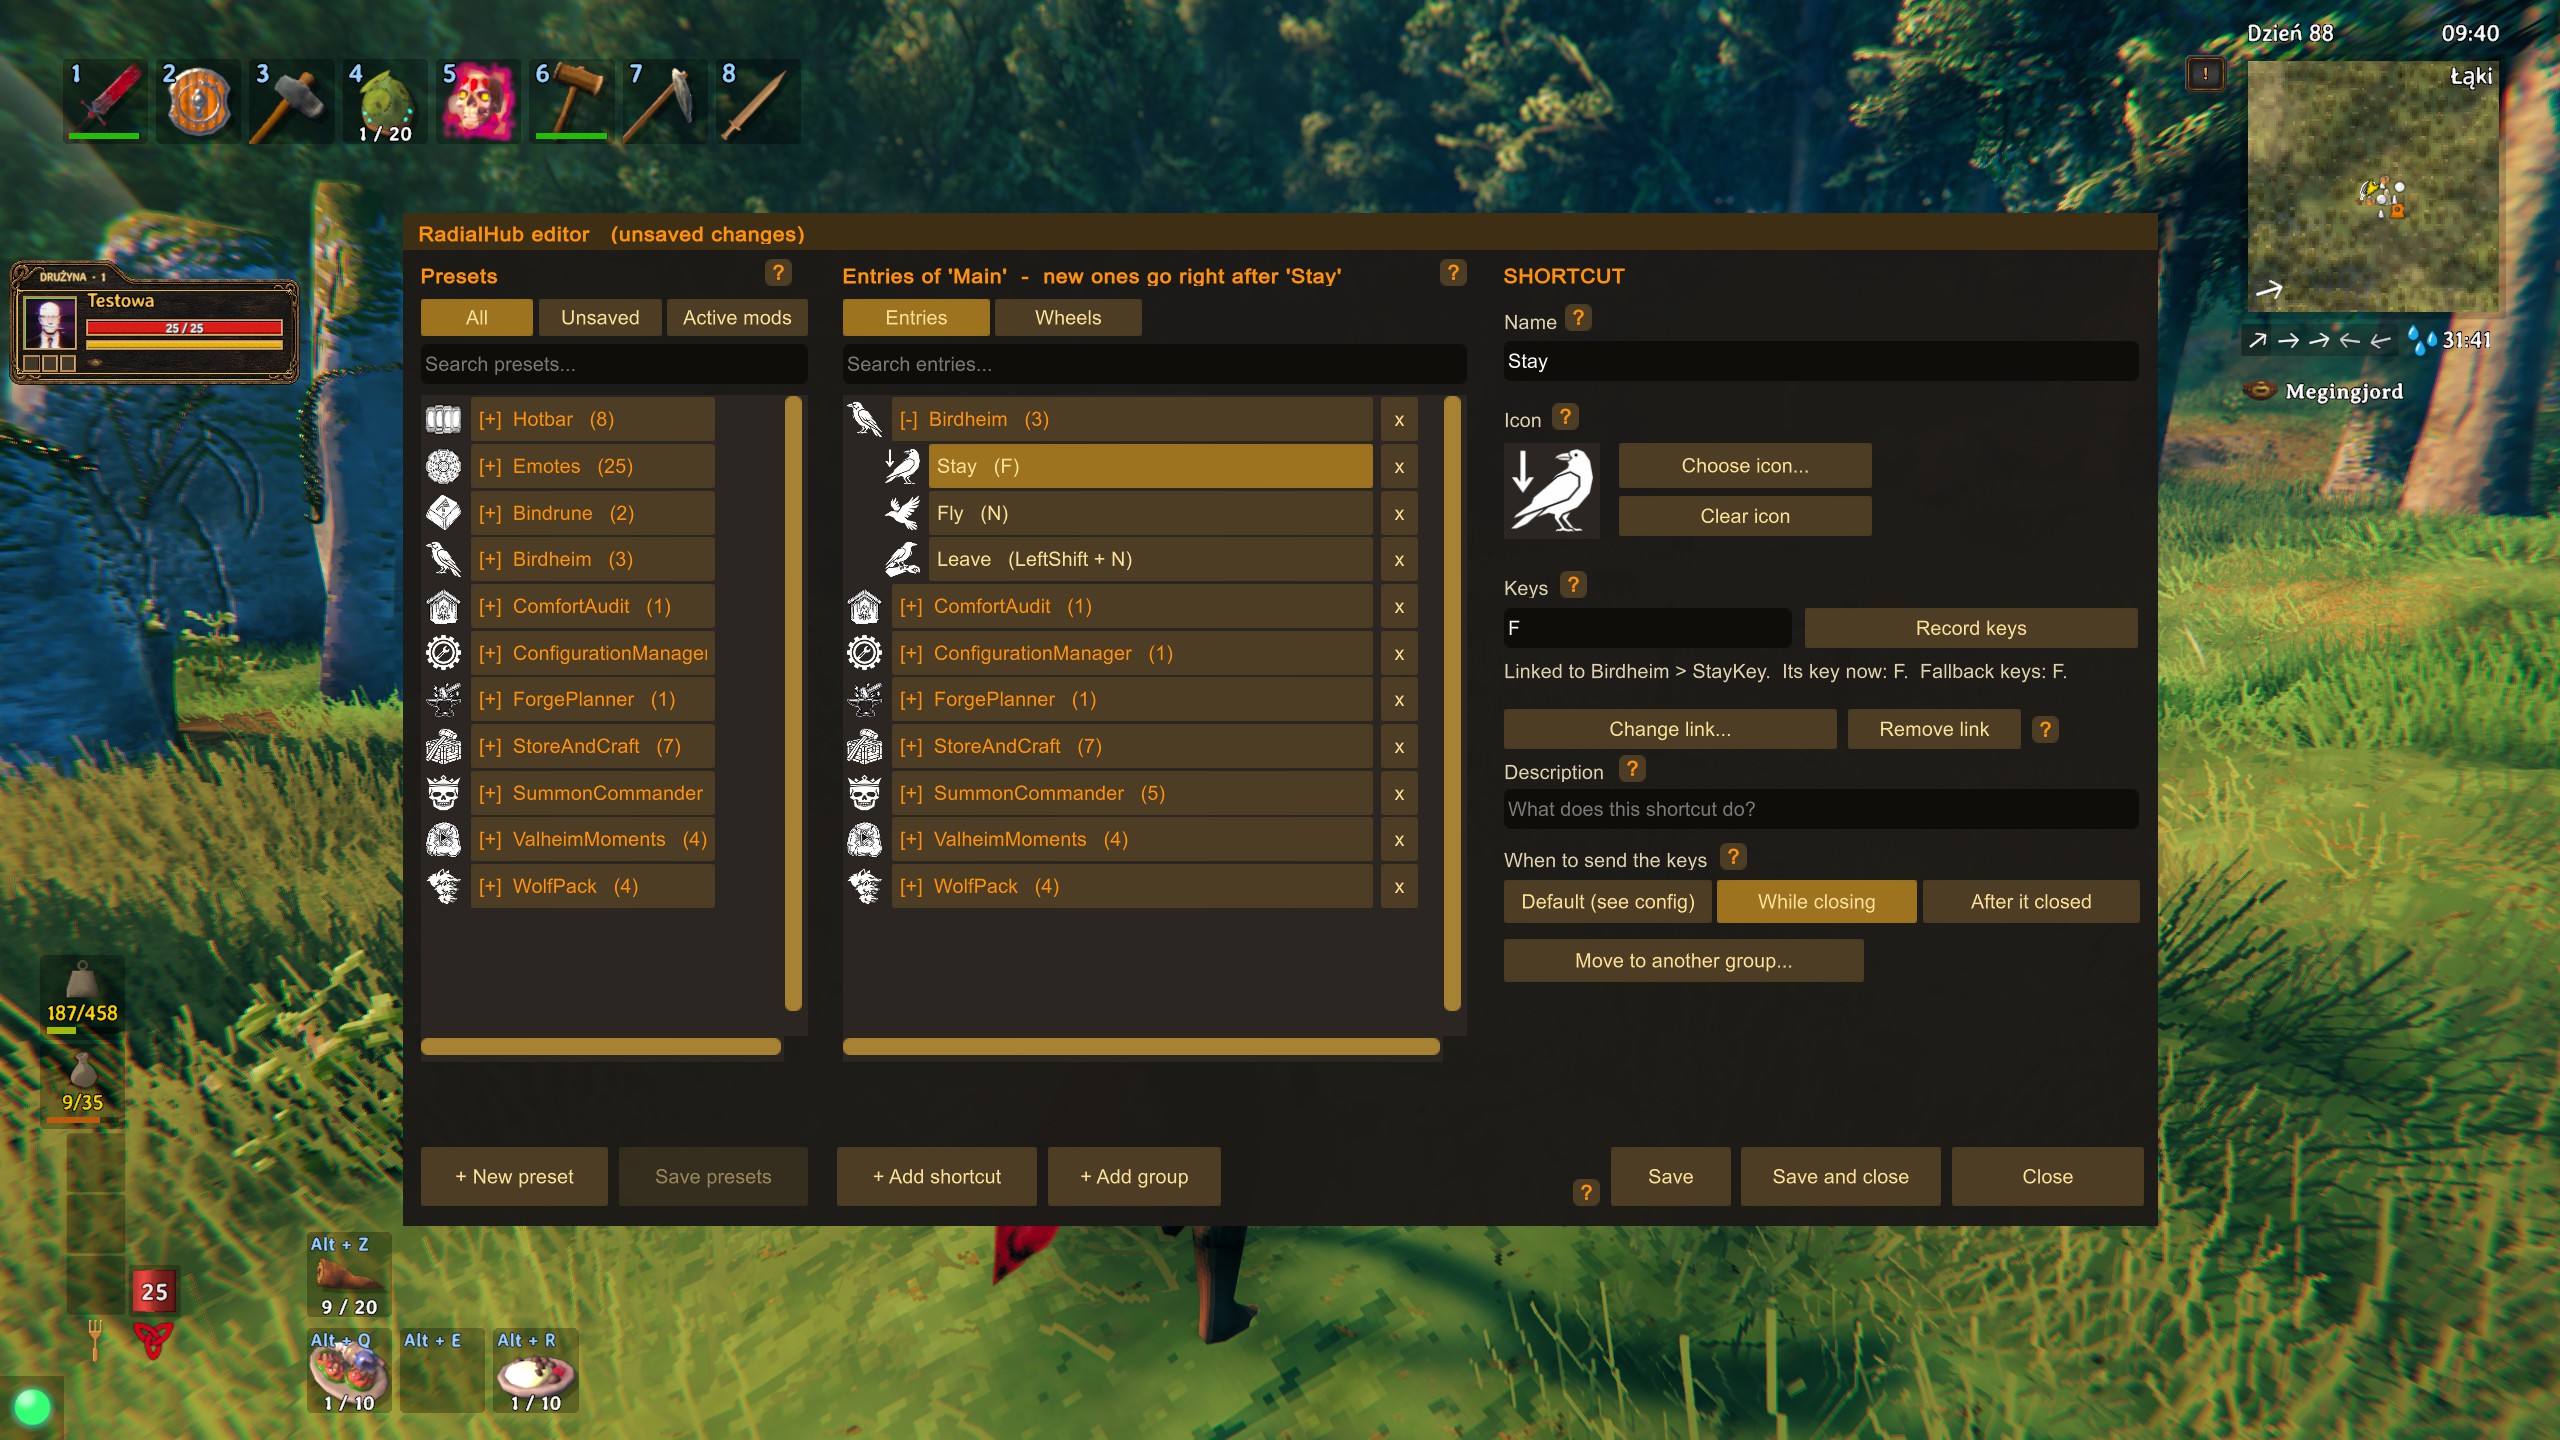 1 2 3 4 5 6 7 8
1 / 20
Dzień 88 09:40
!
Łąki
31:41
Megingjord
DRUŻYNA · 1
Testowa
25 / 25
RadialHub editor (unsaved changes)
Presets ?
All Unsaved Active mods
Search presets...
[+] Hotbar (8)
[+] Emotes (25)
[+] Bindrune (2)
[+] Birdheim (3)
[+] ComfortAudit (1)
[+] ConfigurationManager
[+] ForgePlanner (1)
[+] StoreAndCraft (7)
[+] SummonCommander
[+] ValheimMoments (4)
[+] WolfPack (4)
+ New preset Save presets
Entries of 'Main' - new ones go right after 'Stay' ?
Entries Wheels
Search entries...
[-] Birdheim (3) x
Stay (F) x
Fly (N) x
Leave (LeftShift + N) x
[+] ComfortAudit (1) x
[+] ConfigurationManager (1) x
[+] ForgePlanner (1) x
[+] StoreAndCraft (7) x
[+] SummonCommander (5) x
[+] ValheimMoments (4) x
[+] WolfPack (4) x
+ Add shortcut + Add group
SHORTCUT
Name ?
Stay
Icon ?
Choose icon...
Clear icon
Keys ?
F Record keys
Linked to Birdheim > StayKey. Its key now: F. Fallback keys: F.
Change link... Remove link ?
Description ?
What does this shortcut do?
When to send the keys ?
Default (see config) While closing After it closed
Move to another group...
? Save Save and close Close
187/458
9/35
25
Alt + Z
9 / 20
Alt + Q Alt + E Alt + R
1 / 10 1 / 10